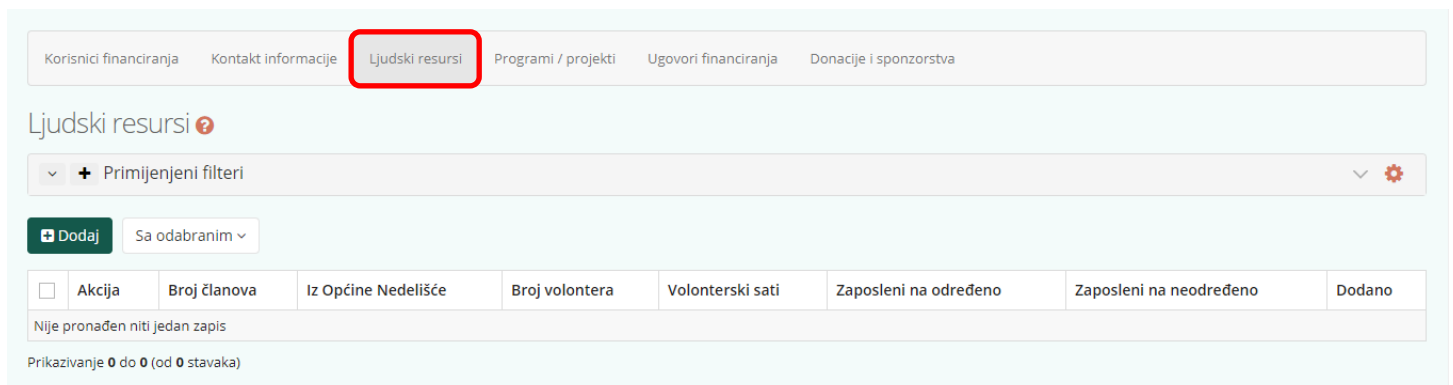 Korisnici financiranja Kontakt informacije Ljudski resursi Programi / projekti Ugovori financiranja Donacije i sponzorstva
Ljudski resursi
Primijenjeni filteri
Dodaj Sa odabranim
Akcija Broj članova Iz Općine Nedelišće Broj volontera Volonterski sati Zaposleni na određeno Zaposleni na neodređeno Dodano
Nije pronađen niti jedan zapis
Prikazivanje 0 do 0 (od 0 stavaka)